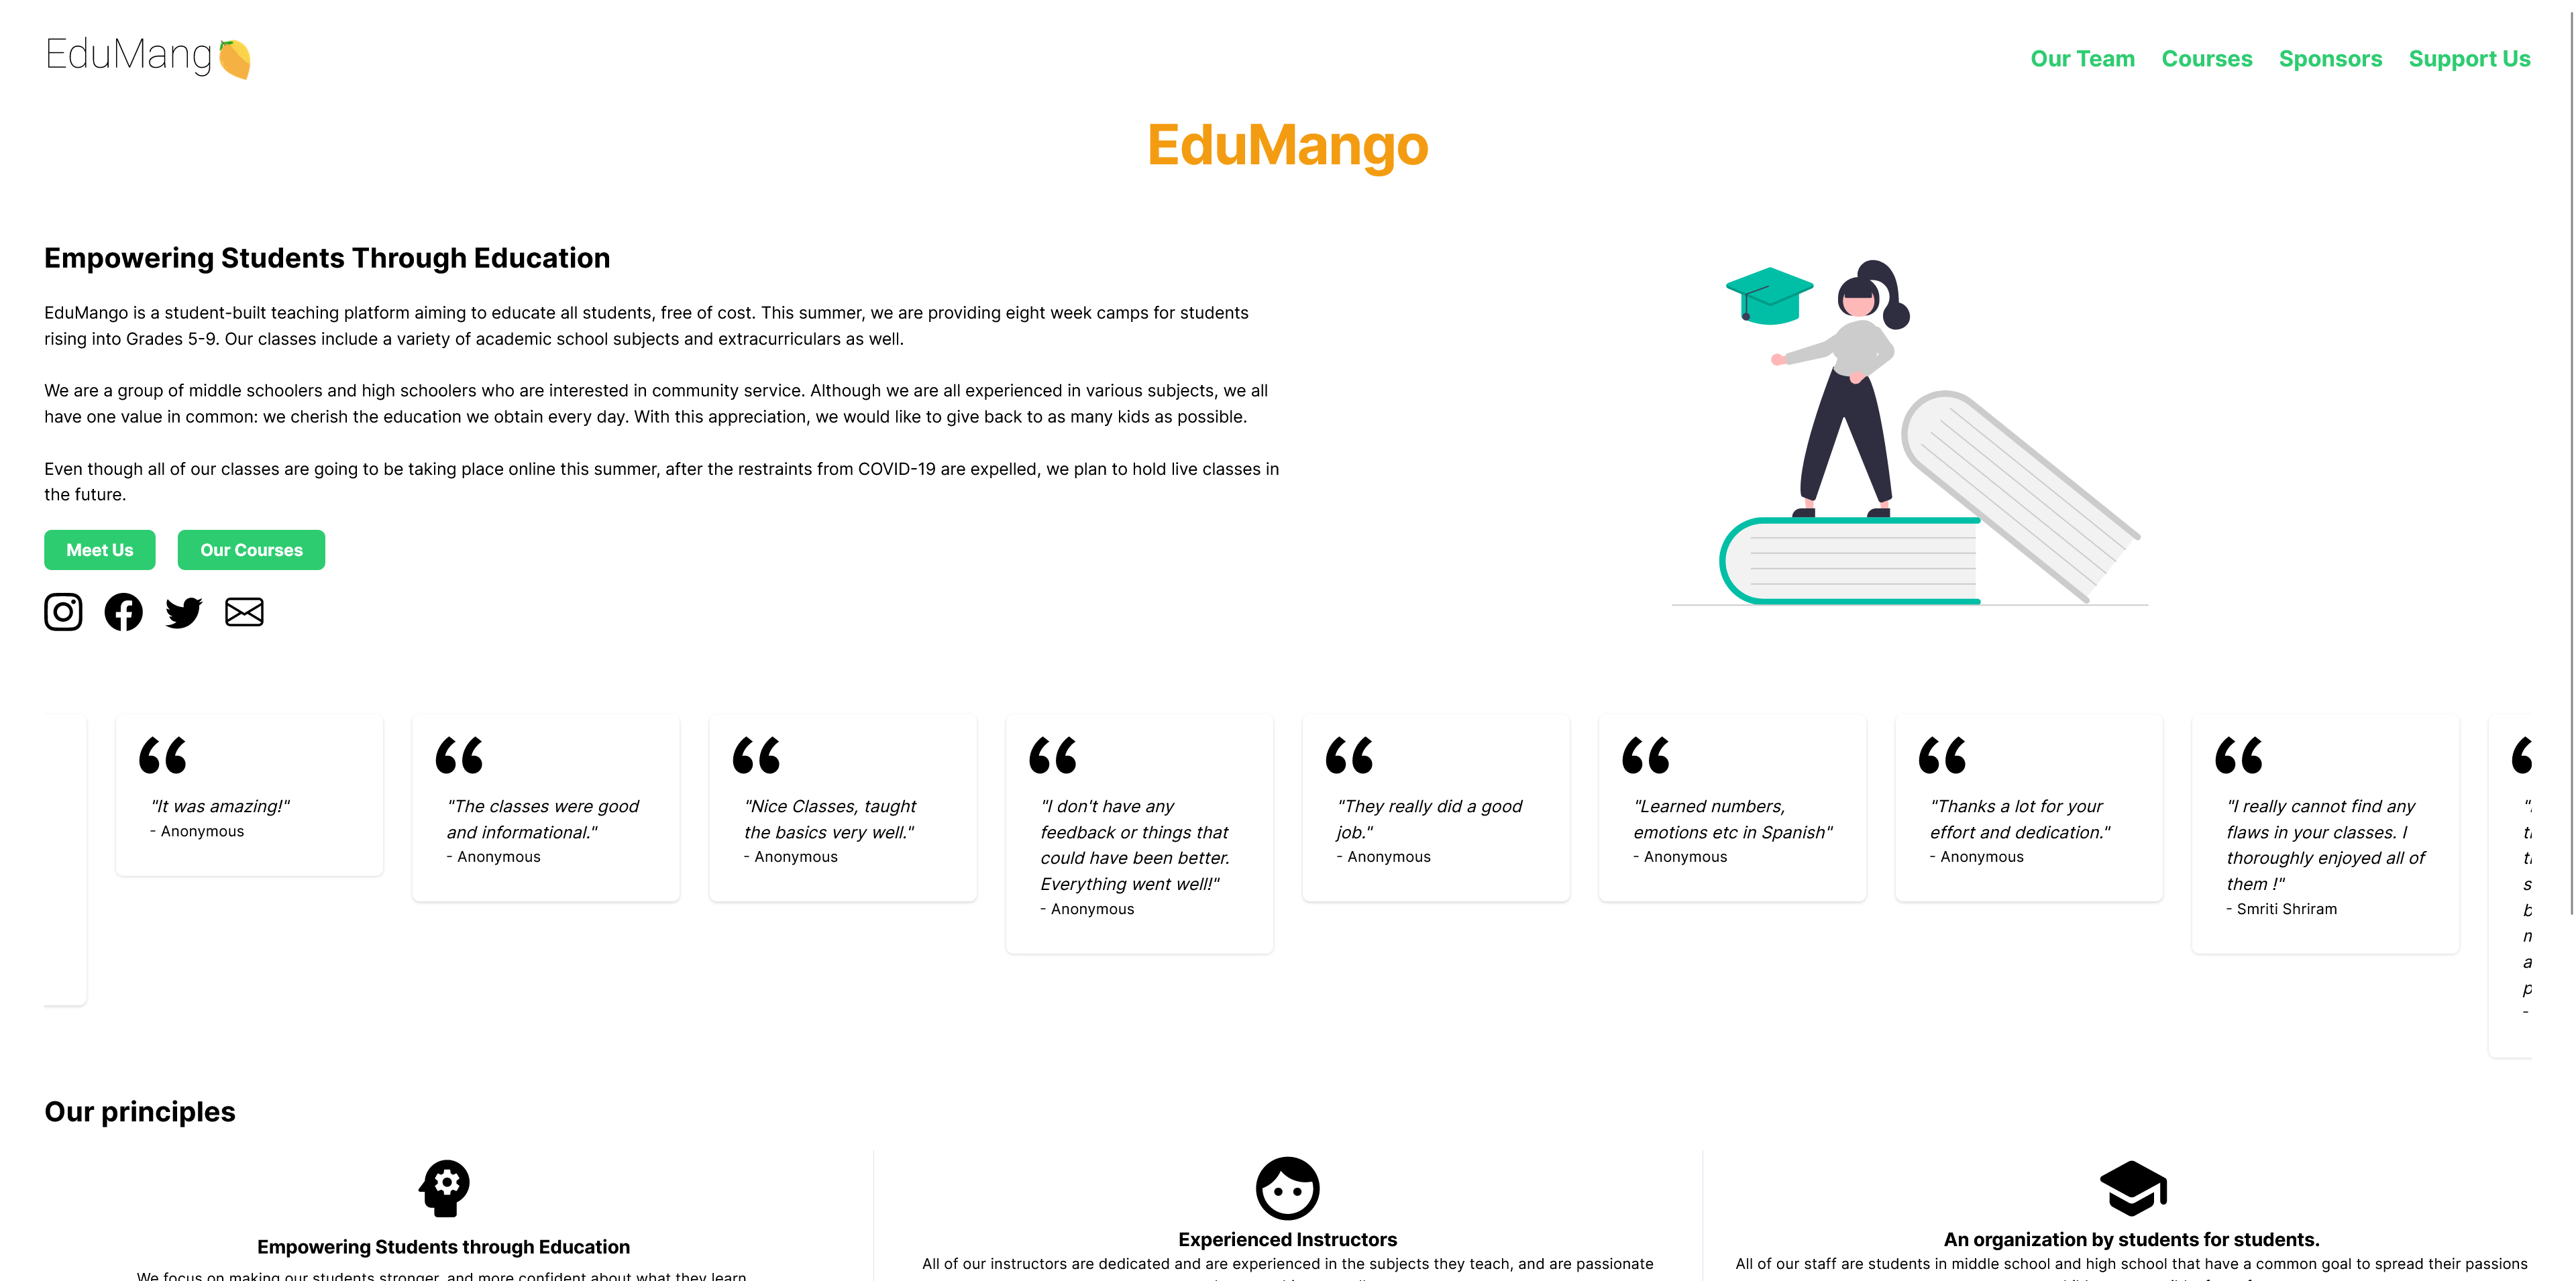 EduMang
Our Team Courses Sponsors Support Us
EduMango
Empowering Students Through Education
EduMango is a student-built teaching platform aiming to educate all students, free of cost. This summer, we are providing eight week camps for students
rising into Grades 5-9. Our classes include a variety of academic school subjects and extracurriculars as well.
We are a group of middle schoolers and high schoolers who are interested in community service. Although we are all experienced in various subjects, we all
have one value in common: we cherish the education we obtain every day. With this appreciation, we would like to give back to as many kids as possible.
Even though all of our classes are going to be taking place online this summer, after the restraints from COVID-19 are expelled, we plan to hold live classes in
the future.
Meet Us
Our Courses
"It was amazing!"
- Anonymous
"The classes were good
and informational."
- Anonymous
"Nice Classes, taught
the basics very well."
- Anonymous
"I don't have any
feedback or things that
could have been better.
Everything went well!"
- Anonymous
"They really did a good
job."
- Anonymous
"Learned numbers,
emotions etc in Spanish"
- Anonymous
"Thanks a lot for your
effort and dedication."
- Anonymous
"I really cannot find any
flaws in your classes. I
thoroughly enjoyed all of
them !"
- Smriti Shriram
Our principles
Empowering Students through Education
We focus on making our students stronger, and more confident about what they learn
Experienced Instructors
All of our instructors are dedicated and are experienced in the subjects they teach, and are passionate
An organization by students for students.
All of our staff are students in middle school and high school that have a common goal to spread their passions